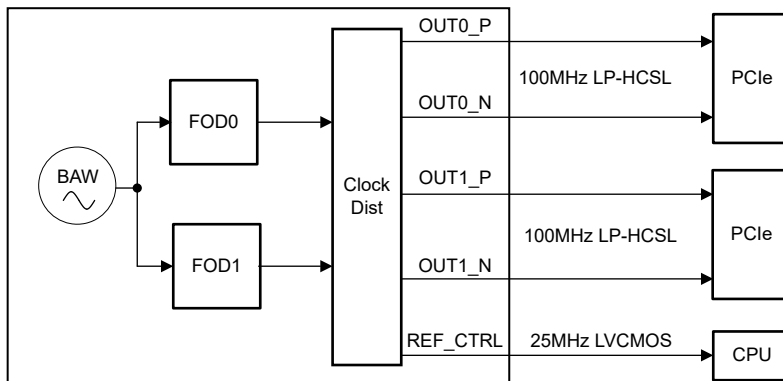 OUT0_P
100MHz LP-HCSL
PCIe
FOD0
OUT0_N
BAW
Clock
Dist
OUT1_P
100MHz LP-HCSL
PCIe
FOD1
OUT1_N
REF_CTRL
25MHz LVCMOS
CPU